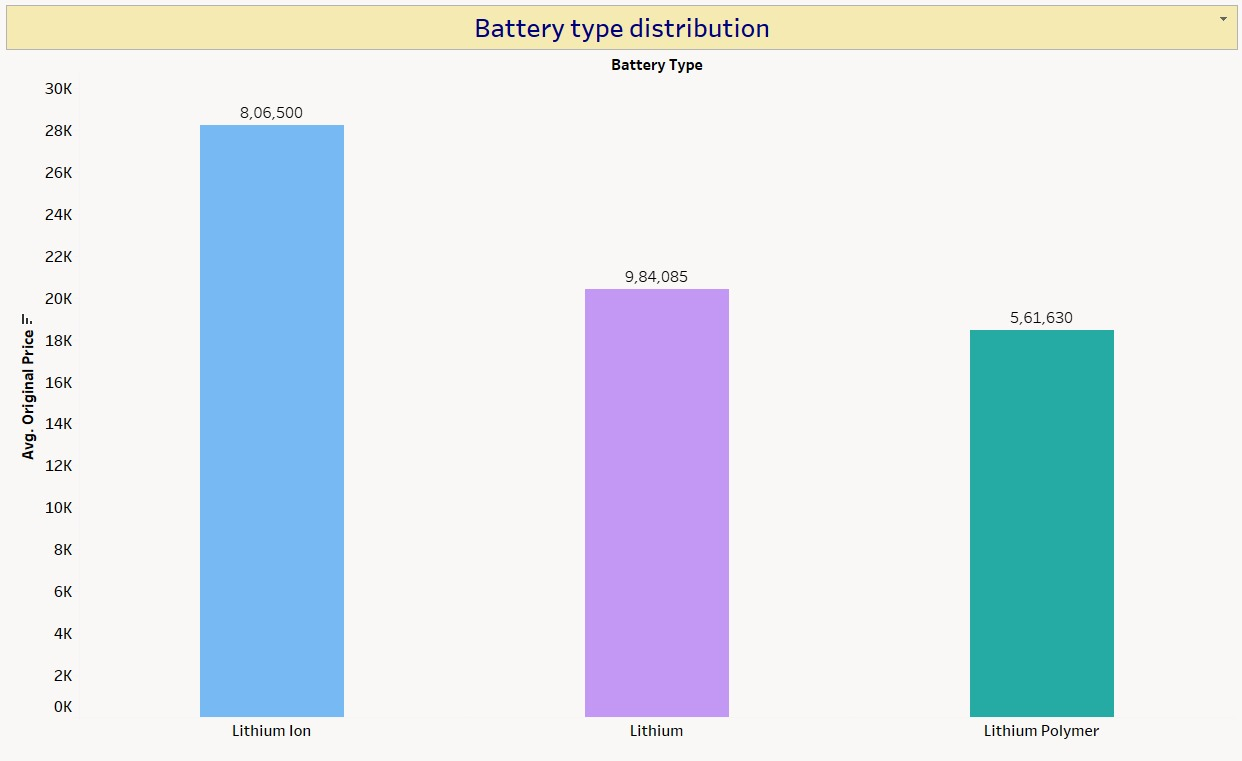 Battery type distribution
Battery Type
30K
28K
26K
24K
22K
20K
18K
16K
14K
12K
10K
8K
6K
4K
2K
0K
Avg. Original Price
8,06,500
9,84,085
5,61,630
Lithium Ion
Lithium
Lithium Polymer